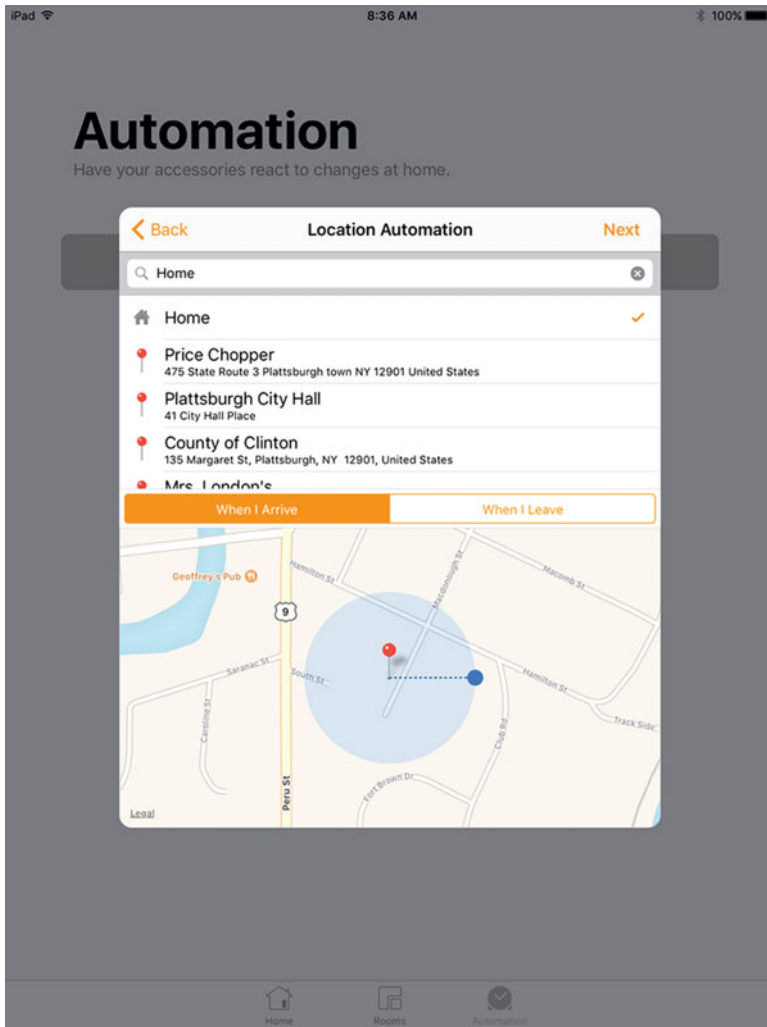 iPad 8:36 AM 100%
Automation
Have your accessories react to changes at home.
Back Location Automation Next
Home
Home
Price Chopper
475 State Route 3 Plattsburgh town NY 12901 United States
Plattsburgh City Hall
41 City Hall Place
County of Clinton
135 Margaret St, Plattsburgh, NY 12901, United States
Mrs. London's
When I Arrive When I Leave
Geoffrey's Pub
Hamilton St
Macdonough St
Macomb St
9
Saranac St
South St
Hamilton St
Caroline St
Track Side
Club Rd
Fort Brown Dr
Peru St
Legal
Home Rooms Automation